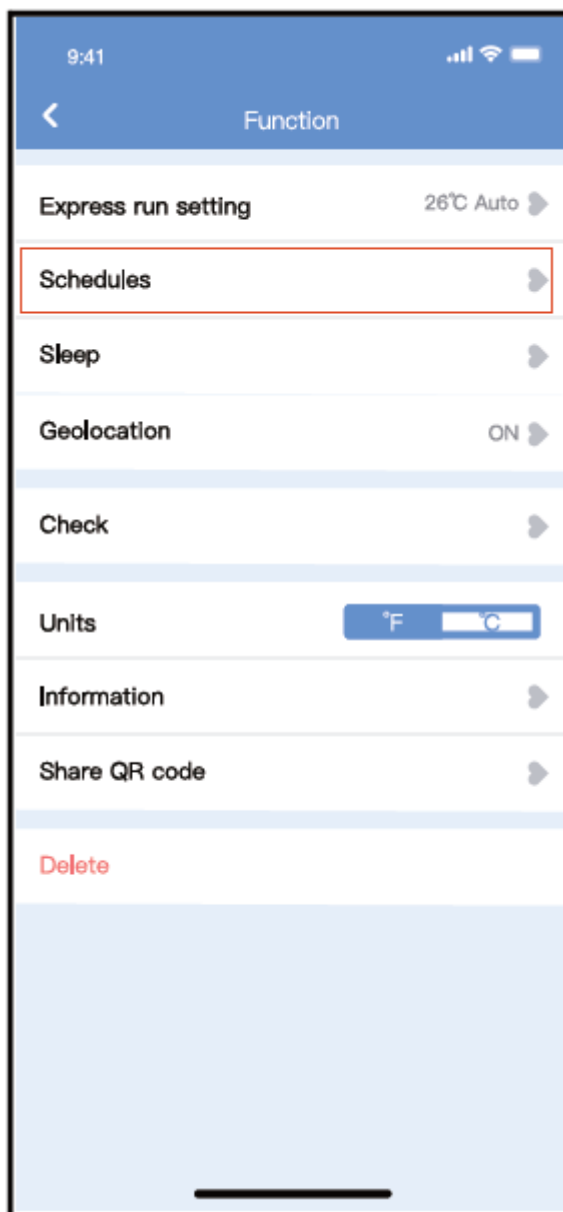 9:41
Function
Express run setting 26℃ Auto
Schedules
Sleep
Geolocation ON
Check
Units °F ℃
Information
Share QR code
Delete